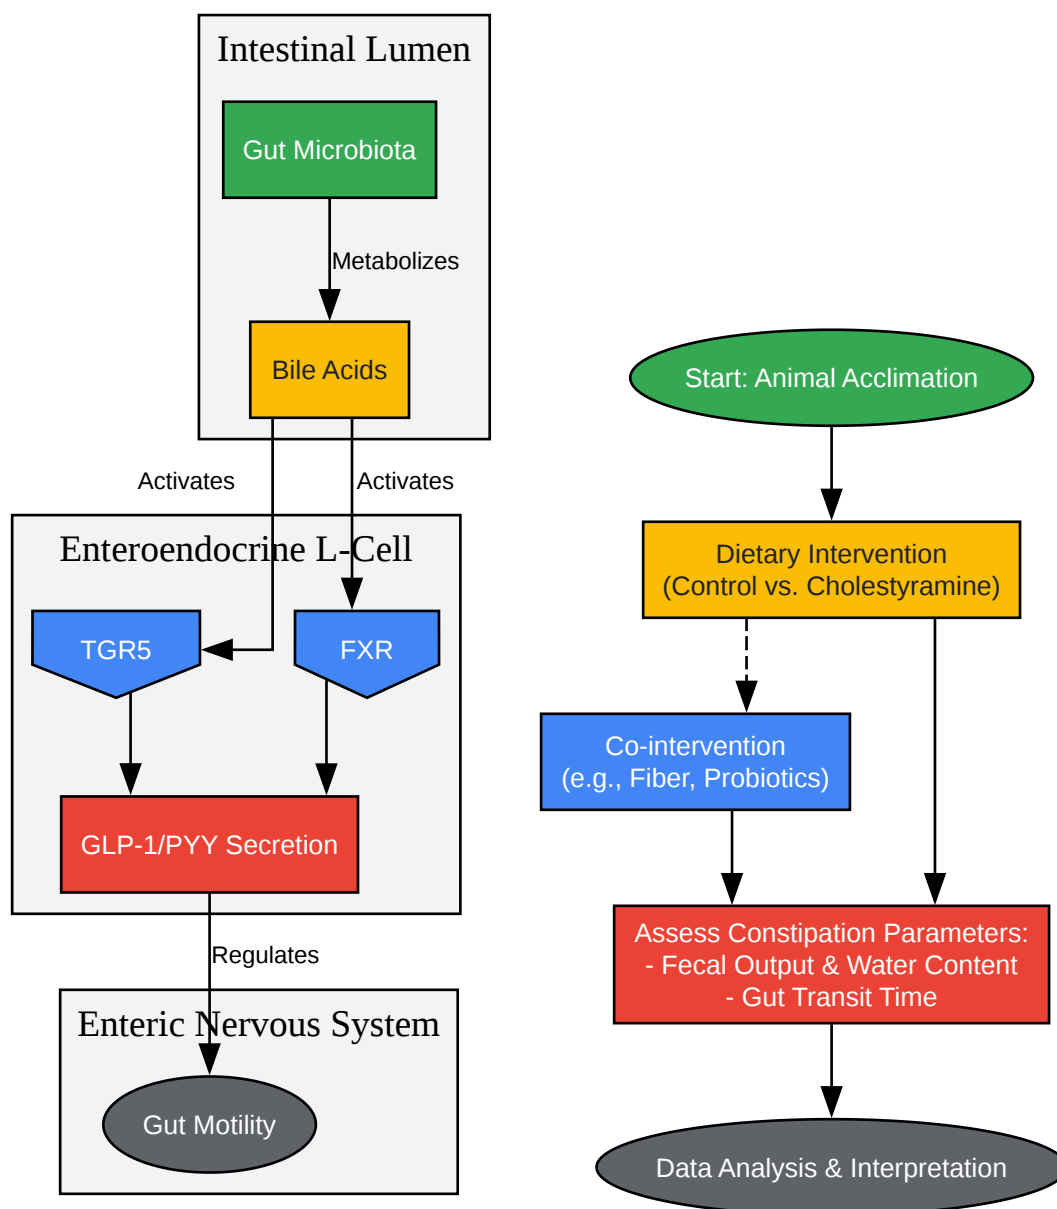 Intestinal Lumen
Gut Microbiota
Metabolizes
Bile Acids
Activates
Activates
Enteroendocrine L-Cell
TGR5
FXR
GLP-1/PYY Secretion
Regulates
Enteric Nervous System
Gut Motility
Start: Animal Acclimation
Dietary Intervention
(Control vs. Cholestyramine)
Co-intervention
(e.g., Fiber, Probiotics)
Assess Constipation Parameters:
- Fecal Output & Water Content
- Gut Transit Time
Data Analysis & Interpretation